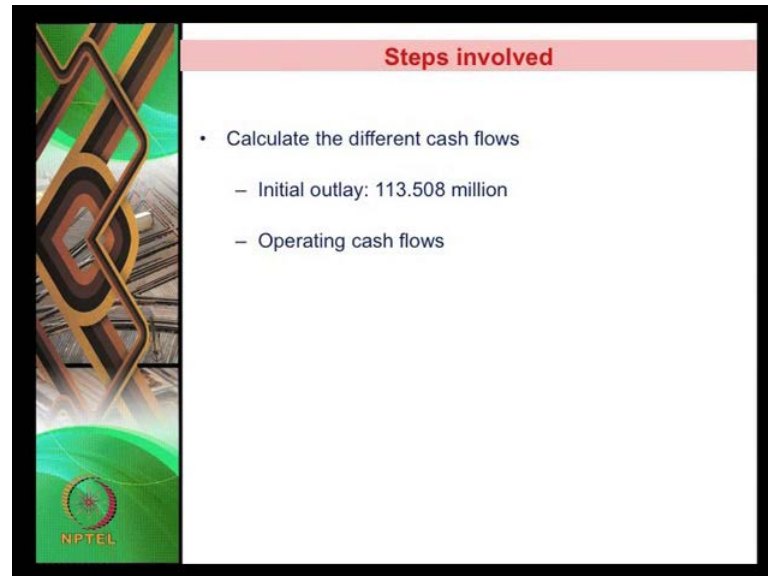 Steps involved
• Calculate the different cash flows
– Initial outlay: 113.508 million
– Operating cash flows
NPTEL